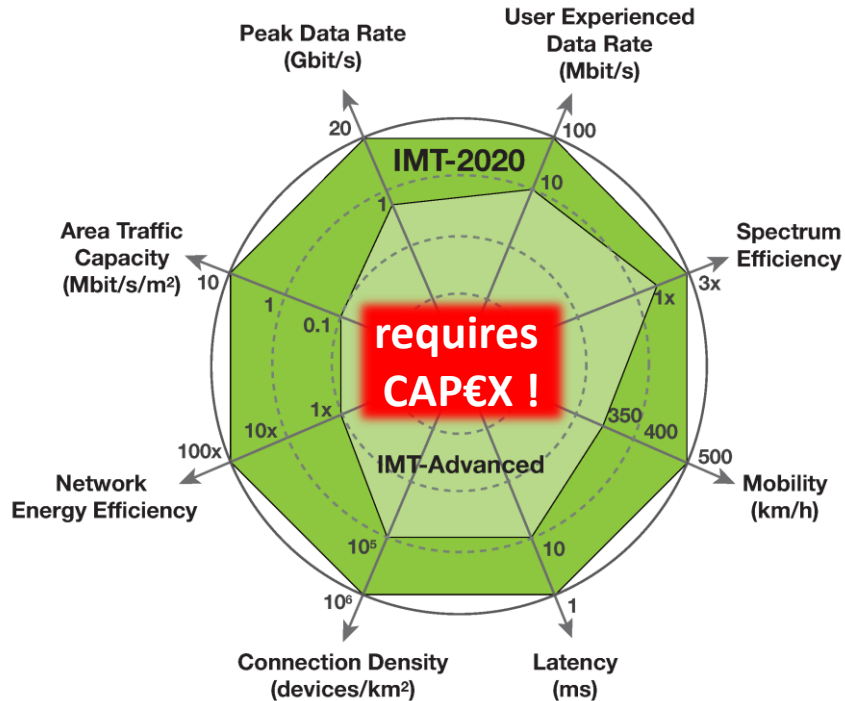 Peak Data Rate
(Gbit/s)
User Experienced
Data Rate
(Mbit/s)
20
100
IMT-2020
1
10
Area Traffic
Capacity
(Mbit/s/m²)
Spectrum
Efficiency
10
1
0.1
1x
3x
requires
CAP€X !
1x
10x
100x
350
400
500
IMT-Advanced
Network
Energy Efficiency
Mobility
(km/h)
10⁵
10
10⁶
1
Connection Density
(devices/km²)
Latency
(ms)